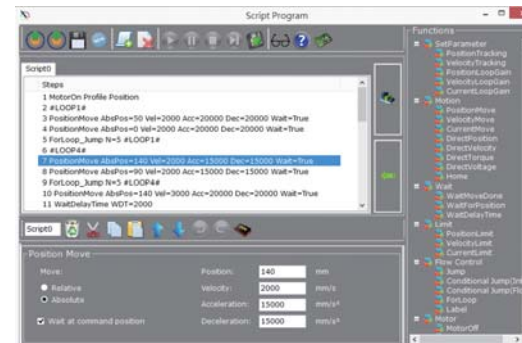 Script Program
Script0
Steps
1 MotorOn Profile Position
2 #LOOP1#
3 PositionMove AbsPos=50 Vel=2000 Acc=20000 Dec=20000 Wait=True
4 PositionMove AbsPos=0 Vel=2000 Acc=20000 Dec=20000 Wait=True
5 ForLoop_Jump N=5 #LOOP1#
6 #LOOP4#
7 PositionMove AbsPos=140 Vel=2000 Acc=15000 Dec=15000 Wait=True
8 PositionMove AbsPos=90 Vel=2000 Acc=15000 Dec=15000 Wait=True
9 ForLoop_Jump N=5 #LOOP4#
10 PositionMove AbsPos=140 Vel=3000 Acc=20000 Dec=20000 Wait=True
11 WaitDelayTime WDT=2000
Script0
Position Move
Move:
Relative
Absolute
Wait at command position
Position: 140 mm
Velocity: 2000 mm/s
Acceleration: 15000 mm/s²
Deceleration: 15000 mm/s²
Functions
SetParameter
PositionTracking
VelocityTracking
PositionLoopGain
VelocityLoopGain
CurrentLoopGain
Motion
PositionMove
VelocityMove
CurrentMove
DirectPosition
DirectVelocity
DirectTorque
DirectVoltage
Home
Wait
WaitMoveDone
WaitForPosition
WaitDelayTime
Limit
PositionLimit
VelocityLimit
CurrentLimit
Flow Control
Jump
Conditional Jump(In
Conditional Jump(Fl
ForLoop
Label
Motor
MotorOff